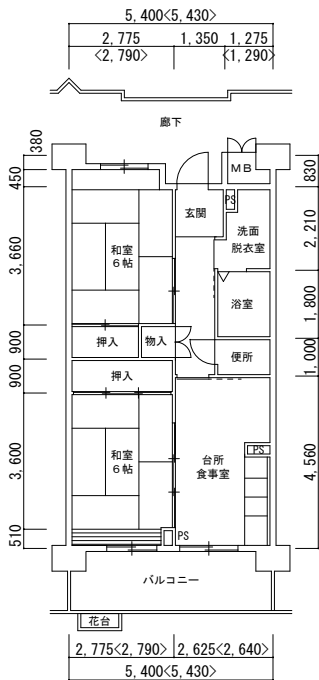 5,400<5,430>
2,775 1,350 1,275
<2,790> <1,290>
廊下
380
450
3,660
900
900
3,600
510
830
2,210
1,800
1,000
4,560
MB
PS
玄関
洗面
脱衣室
和室
6帖
浴室
押入
物入
便所
押入
和室
6帖
台所
食事室
PS
PS
バルコニー
花台
2,775<2,790> 2,625<2,640>
5,400<5,430>